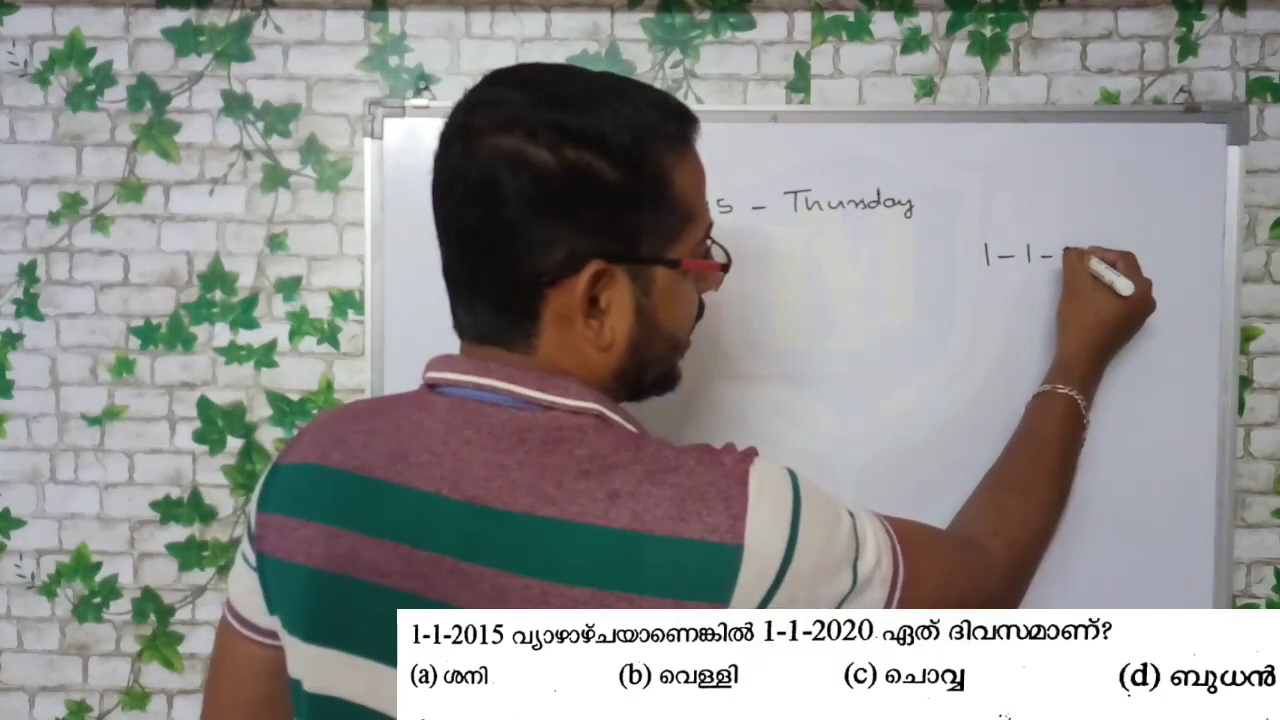 5 - Thursday
1-1-
1-1-2015 വ്യാഴാഴ്ചയാണെങ്കിൽ 1-1-2020 ഏത് ദിവസമാണ്?
(a) ശനി (b) വെള്ളി (c) ചൊവ്വ (d) ബുധൻ